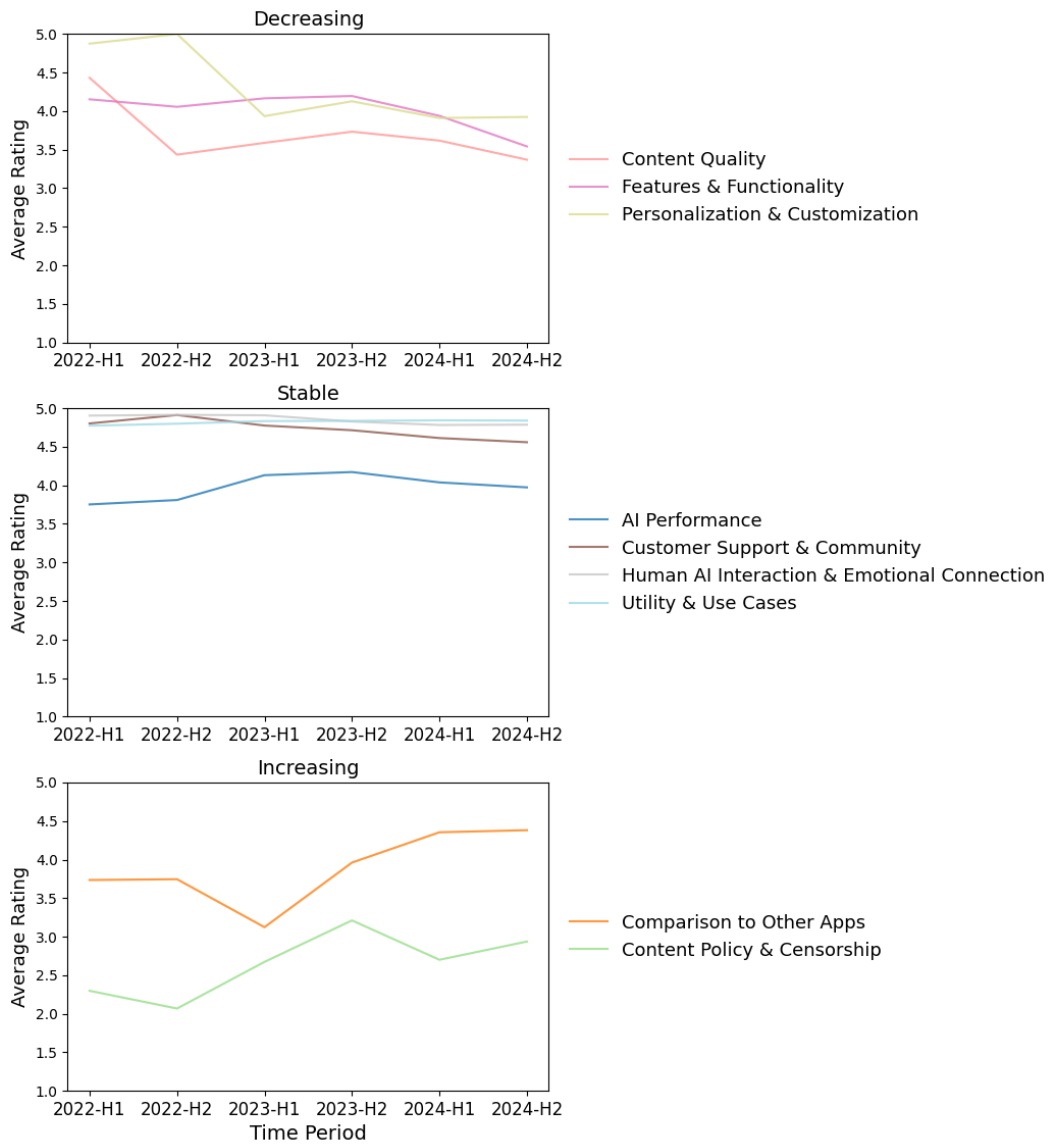 Decreasing
5.0
4.5
4.0
3.5
3.0
2.5
2.0
1.5
1.0
Average Rating
2022-H1 2022-H2 2023-H1 2023-H2 2024-H1 2024-H2
Content Quality
Features & Functionality
Personalization & Customization
Stable
5.0
4.5
4.0
3.5
3.0
2.5
2.0
1.5
1.0
Average Rating
2022-H1 2022-H2 2023-H1 2023-H2 2024-H1 2024-H2
AI Performance
Customer Support & Community
Human AI Interaction & Emotional Connection
Utility & Use Cases
Increasing
5.0
4.5
4.0
3.5
3.0
2.5
2.0
1.5
1.0
Average Rating
2022-H1 2022-H2 2023-H1 2023-H2 2024-H1 2024-H2
Time Period
Comparison to Other Apps
Content Policy & Censorship